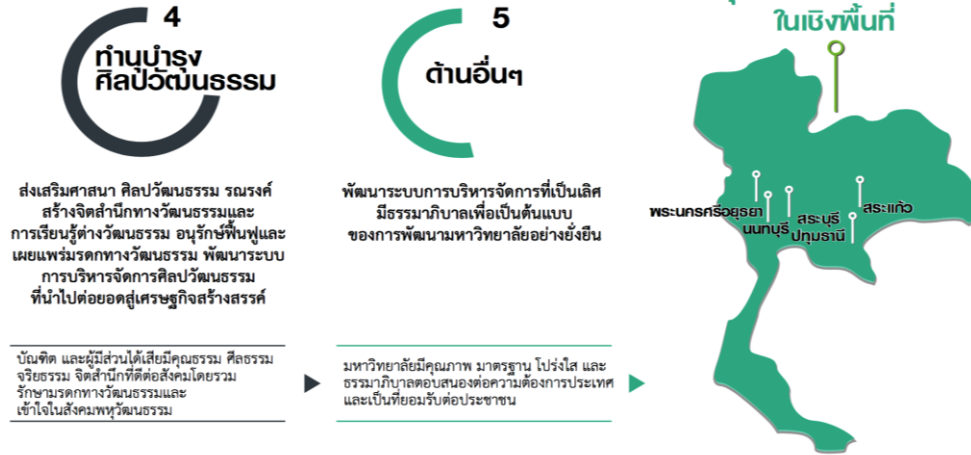 4
ทำนุบำรุง
ศิลปวัฒนธรรม
ส่งเสริมศาสนา ศิลปวัฒนธรรม รณรงค์
สร้างจิตสำนึกทางวัฒนธรรมและ
การเรียนรู้ต่างวัฒนธรรม อนุรักษ์ฟื้นฟูและ
เผยแพร่มรดกทางวัฒนธรรม พัฒนาระบบ
การบริหารจัดการศิลปวัฒนธรรม
ที่นำไปต่อยอดสู่เศรษฐกิจสร้างสรรค์
บัณฑิต และผู้มีส่วนได้เสียมีคุณธรรม ศีลธรรม
จริยธรรม จิตสำนึกที่ดีต่อสังคมโดยรวม
รักษามรดกทางวัฒนธรรมและ
เข้าใจในสังคมพหุวัฒนธรรม
5
ด้านอื่นๆ
พัฒนาระบบการบริหารจัดการที่เป็นเลิศ
มีธรรมาภิบาลเพื่อเป็นต้นแบบ
ของการพัฒนามหาวิทยาลัยอย่างยั่งยืน
มหาวิทยาลัยมีคุณภาพ มาตรฐาน โปร่งใส และ
ธรรมาภิบาลตอบสนองต่อความต้องการประเทศ
และเป็นที่ยอมรับต่อประชาชน
ในเชิงพื้นที่
พระนครศรีอยุธยา
นนทบุรี
สระบุรี
ปทุมธานี
สระแก้ว